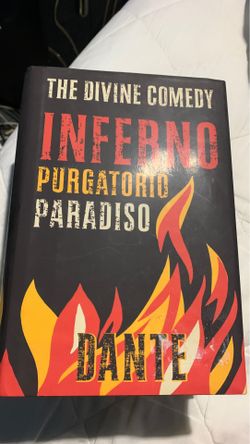 THE DIVINE COMEDY
INFERNO
PURGATORIO
PARADISO
DANTE